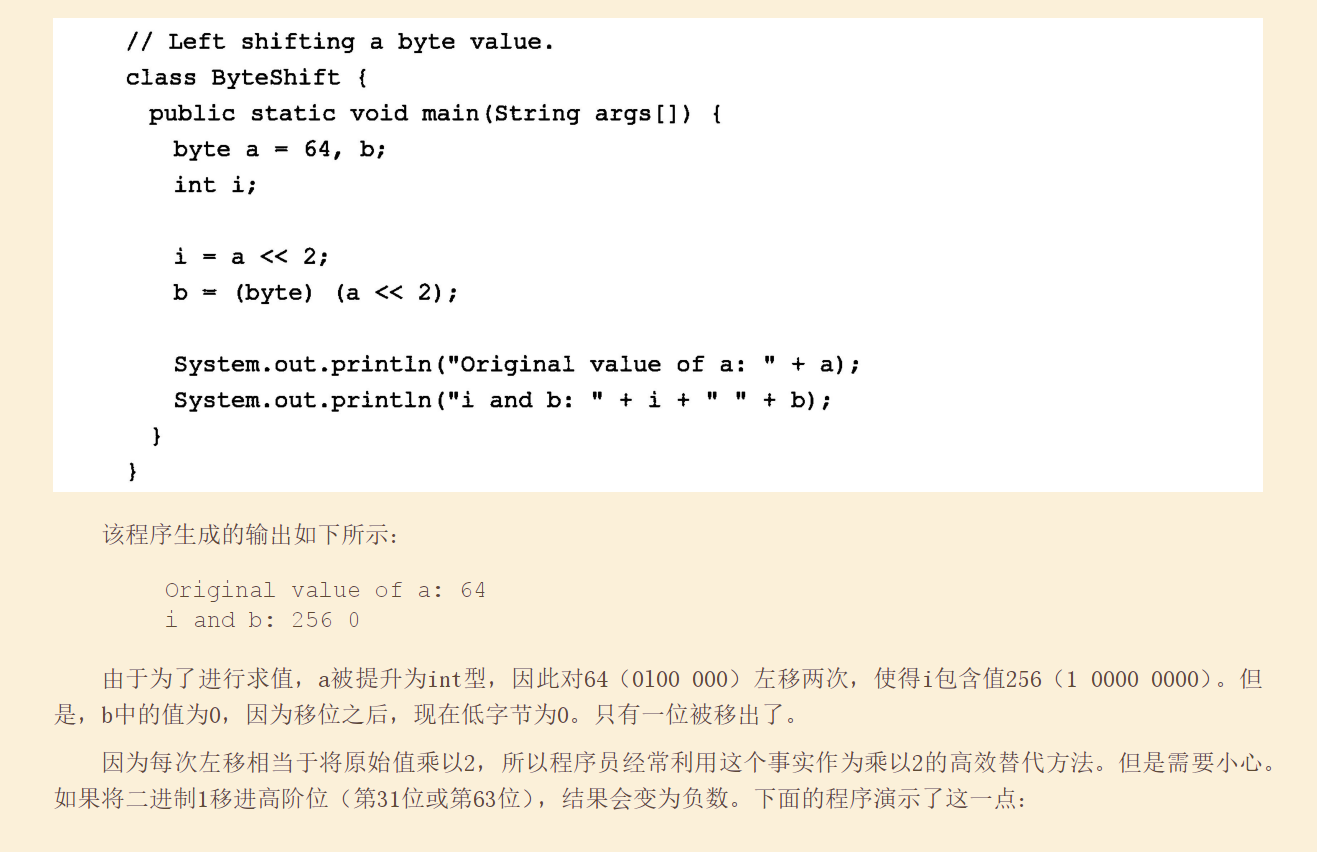 // Left shifting a byte value.
class ByteShift {
  public static void main(String args[]) {
    byte a = 64, b;
    int i;
    i = a << 2;
    b = (byte) (a << 2);
    System.out.println("Original value of a: " + a);
    System.out.println("i and b: " + i + " " + b);
  }
}
该程序生成的输出如下所示：
Original value of a: 64
i and b: 256 0
由于为了进行求值，a被提升为int型，因此对64（0100 000）左移两次，使得i包含值256（1 0000 0000）。但
是，b中的值为0，因为移位之后，现在低字节为0。只有一位被移出了。
因为每次左移相当于将原始值乘以2，所以程序员经常利用这个事实作为乘以2的高效替代方法。但是需要小心。
如果将二进制1移进高阶位（第31位或第63位），结果会变为负数。下面的程序演示了这一点：